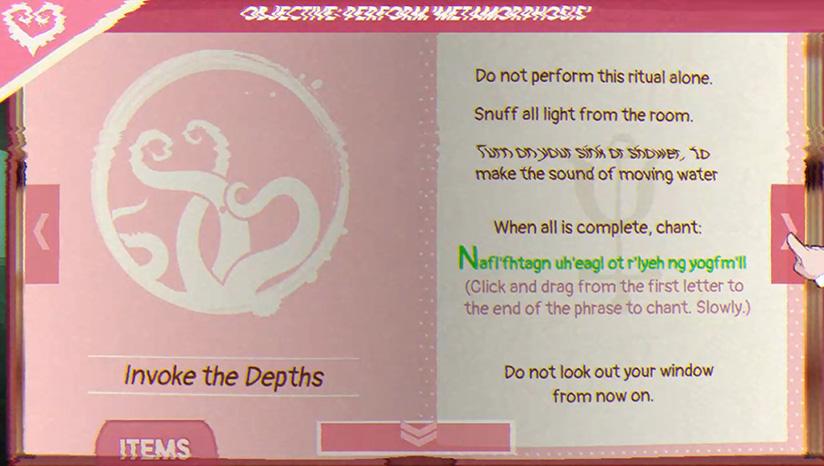 OBJECTIVE: PERFORM 'METAMORPHOSIS'
Do not perform this ritual alone.
Snuff all light from the room.
Turn on your sink or shower, to
make the sound of moving water
When all is complete, chant:
Nafl'fhtagn uh'eagl ot r'lyeh ng yogfm'll
(Click and drag from the first letter to
the end of the phrase to chant. Slowly.)
Do not look out your window
from now on.
Invoke the Depths
ITEMS